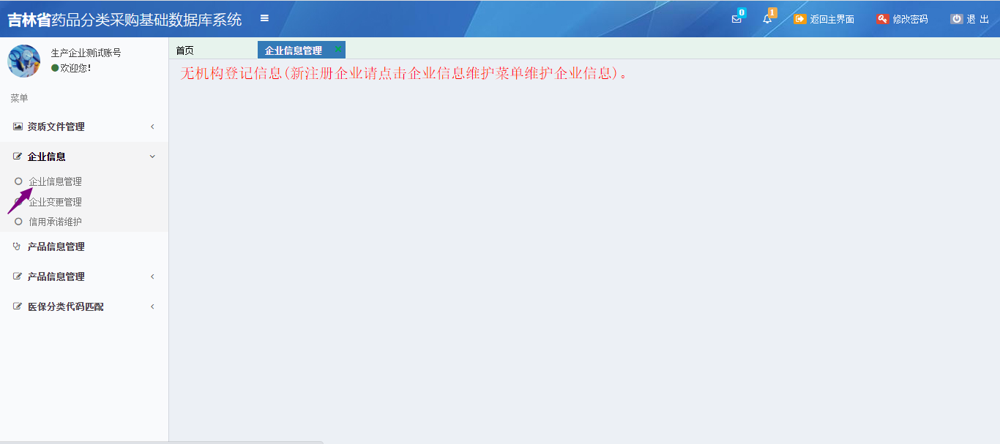 吉林省药品分类采购基础数据库系统
0
1
返回主界面
修改密码
退 出
生产企业测试账号
欢迎您!
菜单
资质文件管理
企业信息
企业信息管理
企业变更管理
信用承诺维护
产品信息管理
产品信息管理
医保分类代码匹配
首页
企业信息管理
无机构登记信息(新注册企业请点击企业信息维护菜单维护企业信息)。